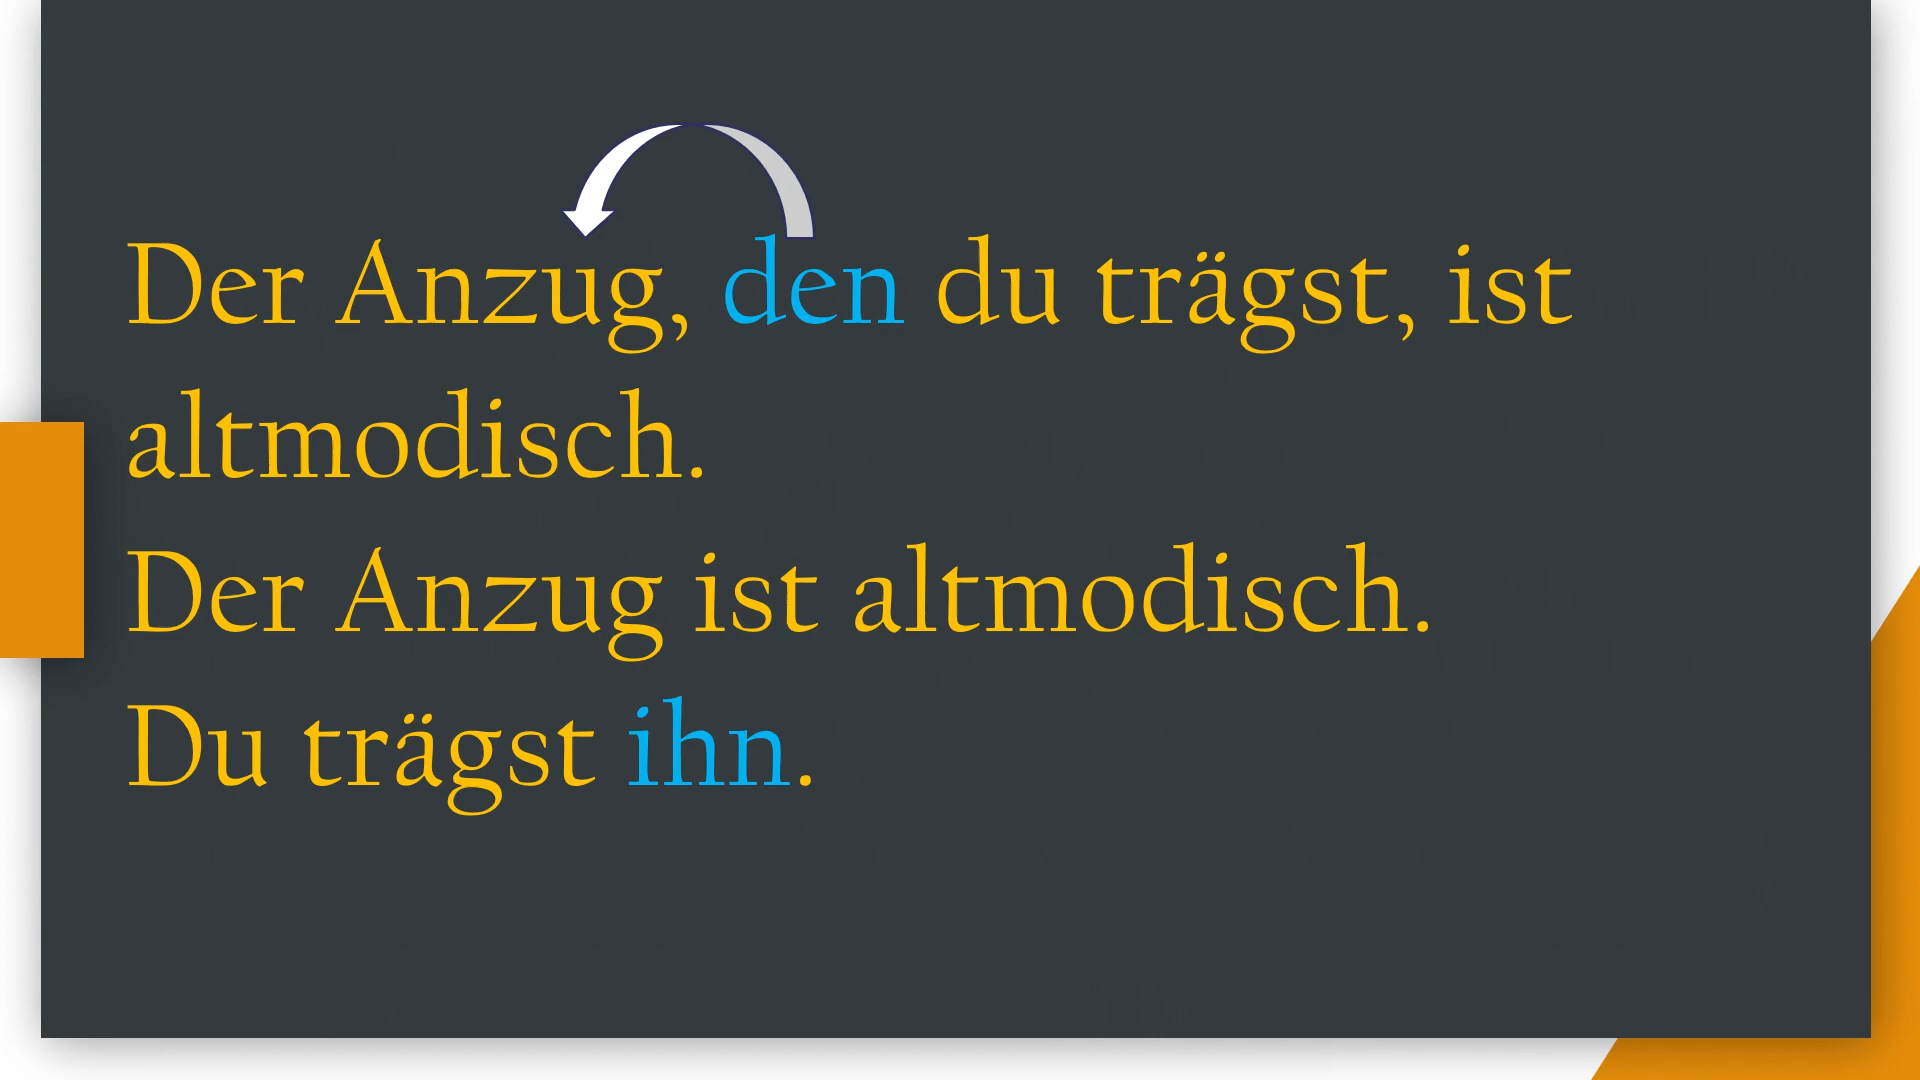 Der Anzug, den du trägst, ist
altmodisch.
Der Anzug ist altmodisch.
Du trägst ihn.